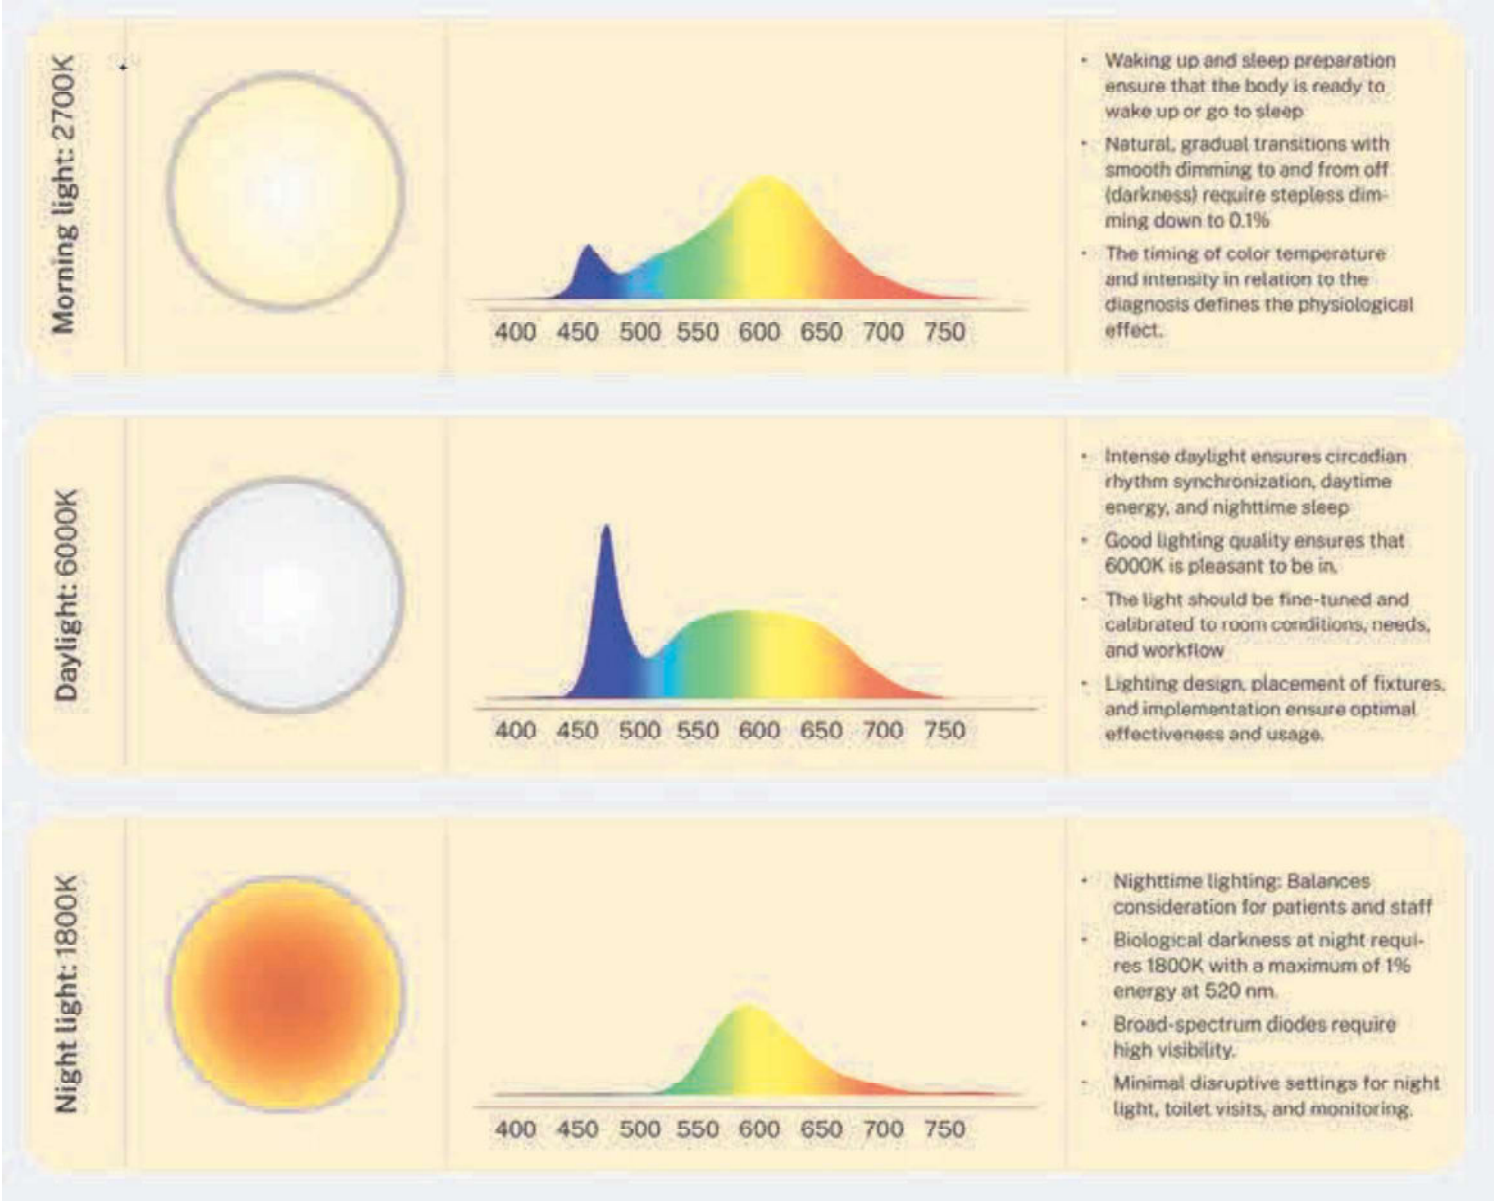 Morning light: 2700K
400 450 500 550 600 650 700 750
• Waking up and sleep preparation
ensure that the body is ready to
wake up or go to sleep
• Natural, gradual transitions with
smooth dimming to and from off
(darkness) require stepless dim-
ming down to 0.1%
• The timing of color temperature
and intensity in relation to the
diagnosis defines the physiological
effect.
Daylight: 6000K
400 450 500 550 600 650 700 750
• Intense daylight ensures circadian
rhythm synchronization, daytime
energy, and nighttime sleep
• Good lighting quality ensures that
6000K is pleasant to be in.
• The light should be fine-tuned and
calibrated to room conditions, needs,
and workflow
• Lighting design, placement of fixtures,
and implementation ensure optimal
effectiveness and usage.
Night light: 1800K
400 450 500 550 600 650 700 750
• Nighttime lighting: Balances
consideration for patients and staff
• Biological darkness at night requi-
res 1800K with a maximum of 1%
energy at 520 nm.
• Broad-spectrum diodes require
high visibility.
• Minimal disruptive settings for night
light, toilet visits, and monitoring.